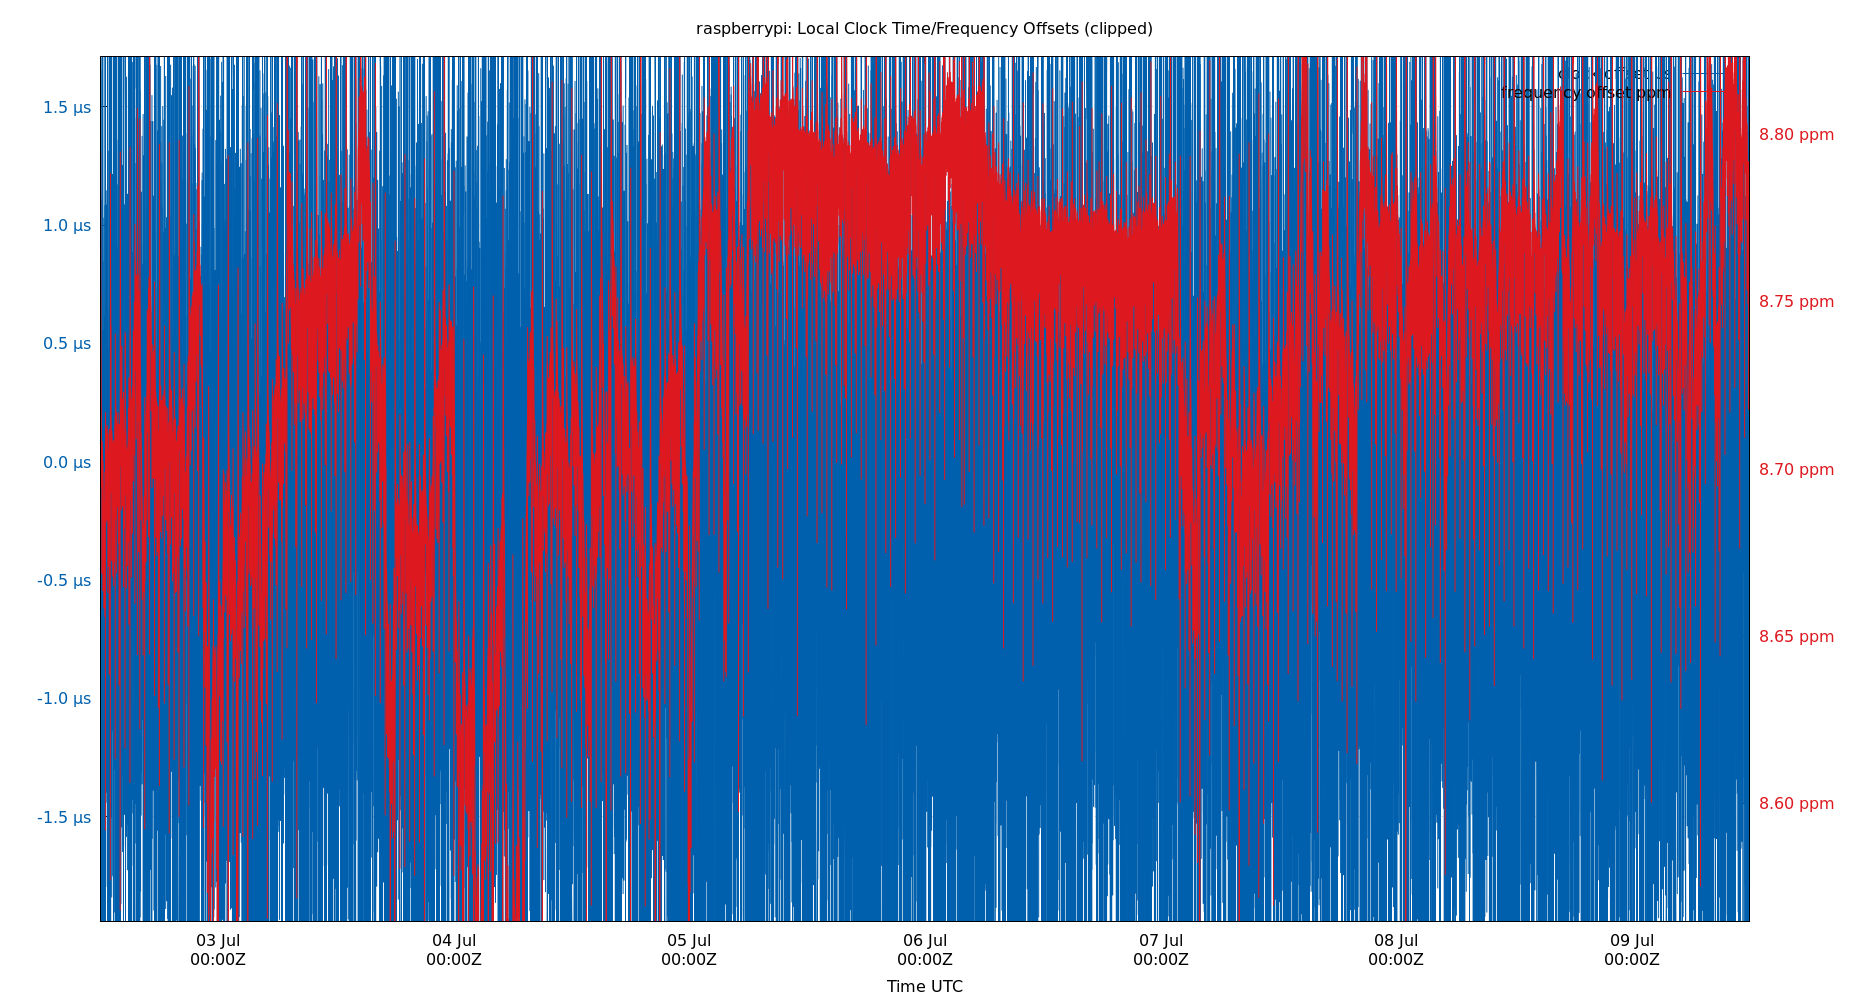 raspberrypi: Local Clock Time/Frequency Offsets (clipped)
clock offset µs
frequency offset ppm
1.5 µs
1.0 µs
0.5 µs
0.0 µs
-0.5 µs
-1.0 µs
-1.5 µs
8.80 ppm
8.75 ppm
8.70 ppm
8.65 ppm
8.60 ppm
03 Jul
00:00Z
04 Jul
00:00Z
05 Jul
00:00Z
06 Jul
00:00Z
07 Jul
00:00Z
08 Jul
00:00Z
09 Jul
00:00Z
Time UTC